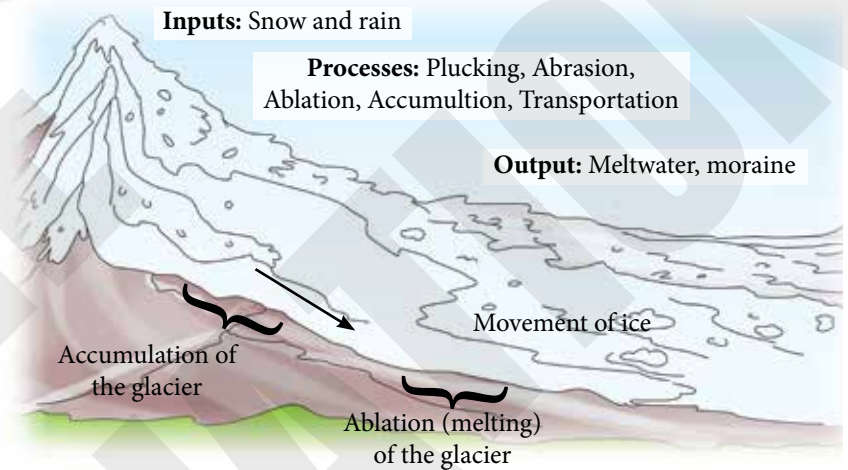 Inputs: Snow and rain
Processes: Plucking, Abrasion,
Ablation, Accumultion, Transportation
Output: Meltwater, moraine
Movement of ice
Accumulation of
the glacier
Ablation (melting)
of the glacier